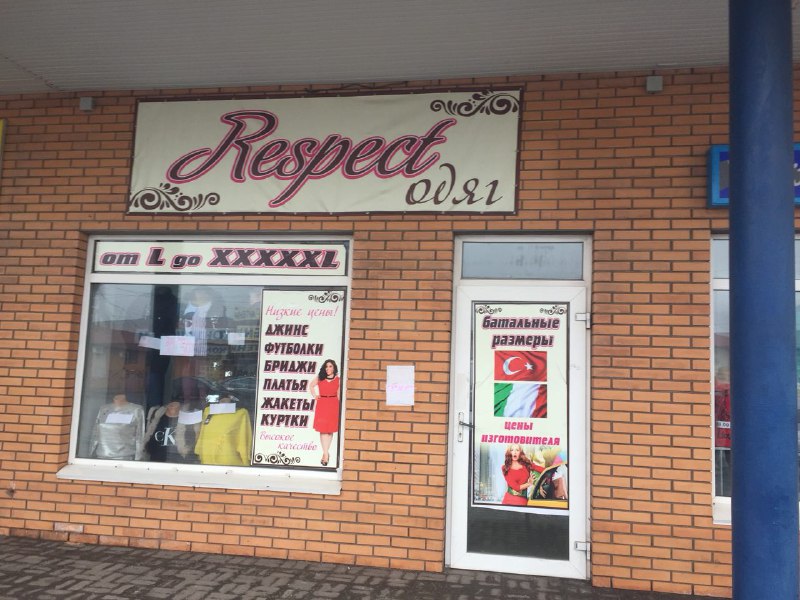 Respect
одяг
от L до XXXXXL
Низкие цены!
ДЖИНС
ФУТБОЛКИ
БРИДЖИ
ПЛАТЬЯ
ЖАКЕТЫ
КУРТКИ
Высокое
качество
CK
батальные
размеры
цены
изготовителя